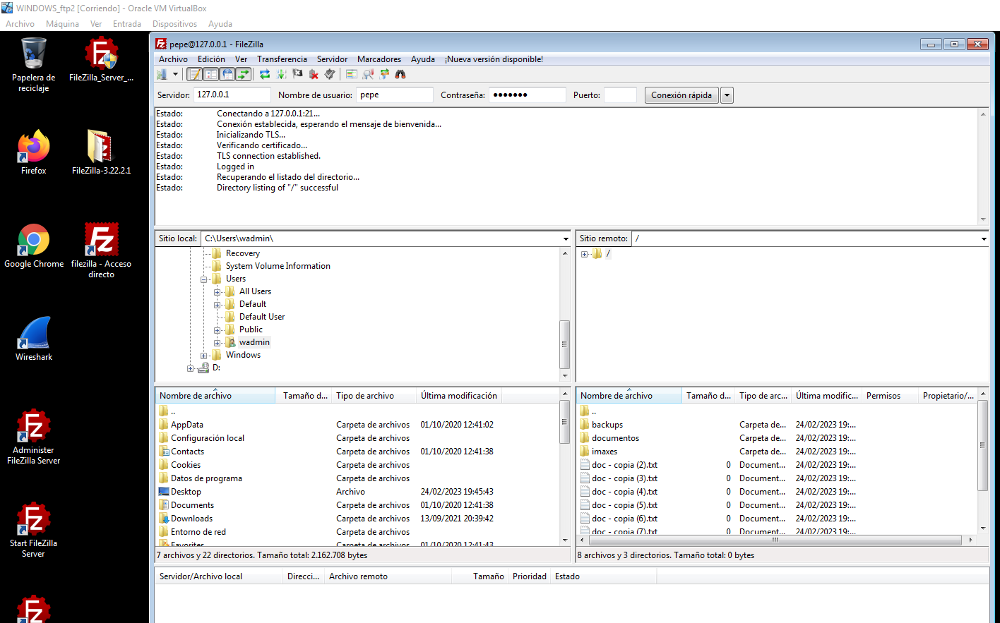 WINDOWS_ftp2 [Corriendo] - Oracle VM VirtualBox
Archivo Máquina Ver Entrada Dispositivos Ayuda
Papelera de
reciclaje
FileZilla_Server_...
Firefox
FileZilla-3.22.2.1
Google Chrome
filezilla - Acceso
directo
Wireshark
Administer
FileZilla Server
Start FileZilla
Server
pepe@127.0.0.1 - FileZilla
Archivo Edición Ver Transferencia Servidor Marcadores Ayuda ¡Nueva versión disponible!
Servidor: 127.0.0.1 Nombre de usuario: pepe Contraseña: ●●●●●●● Puerto: Conexión rápida
Estado: Conectando a 127.0.0.1:21...
Estado: Conexión establecida, esperando el mensaje de bienvenida...
Estado: Inicializando TLS...
Estado: Verificando certificado...
Estado: TLS connection established.
Estado: Logged in
Estado: Recuperando el listado del directorio...
Estado: Directory listing of "/" successful
Sitio local: C:\Users\wadmin\
Recovery
System Volume Information
Users
All Users
Default
Default User
Public
wadmin
Windows
D:
Sitio remoto: /
/
Nombre de archivo Tamaño d... Tipo de archivo Última modificación
..
AppData Carpeta de archivos 01/10/2020 12:41:02
Configuración local Carpeta de archivos
Contacts Carpeta de archivos 01/10/2020 12:41:38
Cookies Carpeta de archivos
Datos de programa Carpeta de archivos
Desktop Archivo 24/02/2023 19:45:43
Documents Carpeta de archivos 01/10/2020 12:41:38
Downloads Carpeta de archivos 13/09/2021 20:39:42
Entorno de red Carpeta de archivos
Favorites Carpeta de archivos 01/10/2020 12:41:43
7 archivos y 22 directorios. Tamaño total: 2.162.708 bytes
Nombre de archivo Tamaño d... Tipo de arc... Última modific... Permisos Propietario/...
..
backups Carpeta de... 24/02/2023 19:...
documentos Carpeta de... 24/02/2023 19:...
imaxes Carpeta de... 24/02/2023 19:...
doc - copia (2).txt 0 Document... 24/02/2023 19:...
doc - copia (3).txt 0 Document... 24/02/2023 19:...
doc - copia (4).txt 0 Document... 24/02/2023 19:...
doc - copia (5).txt 0 Document... 24/02/2023 19:...
doc - copia (6).txt 0 Document... 24/02/2023 19:...
doc - copia (7).txt 0 Document... 24/02/2023 19:...
8 archivos y 3 directorios. Tamaño total: 0 bytes
Servidor/Archivo local Direcci... Archivo remoto Tamaño Prioridad Estado